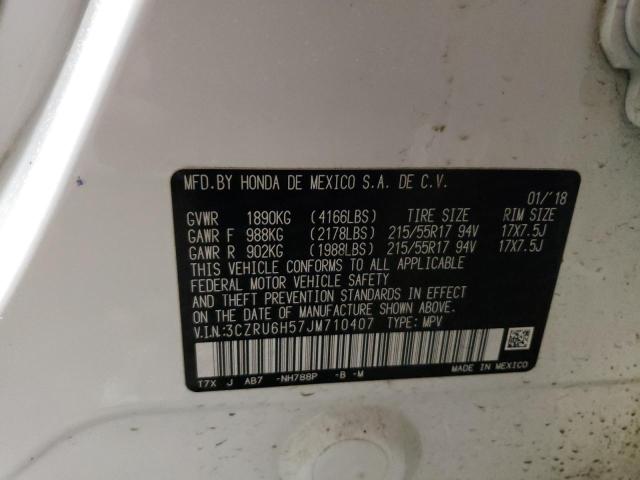 MFD.BY HONDA DE MEXICO S.A. DE C.V.
01/'18
GVWR 1890KG (4166LBS) TIRE SIZE RIM SIZE
GAWR F 988KG (2178LBS) 215/55R17 94V 17X7.5J
GAWR R 902KG (1988LBS) 215/55R17 94V 17X7.5J
THIS VEHICLE CONFORMS TO ALL APPLICABLE
FEDERAL MOTOR VEHICLE SAFETY
AND THEFT PREVENTION STANDARDS IN EFFECT
ON THE DATE OF MANUFACTURE SHOWN ABOVE.
V.I.N:3CZRU6H57JM710407 TYPE: MPV
T7X J AB7 -NH788P -B -M
MADE IN MEXICO